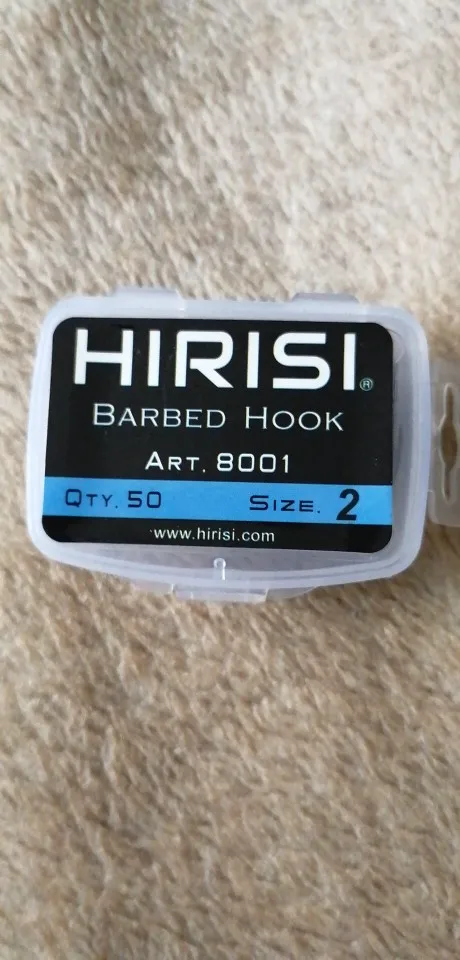 HIRISI®
BARBED HOOK
ART. 8001
QTY. 50 SIZE. 2
www.hirisi.com